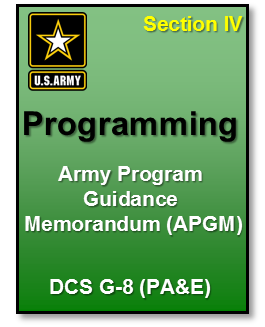 Section IV
U.S.ARMY
Programming
Army Program
Guidance
Memorandum (APGM)
DCS G-8 (PA&E)